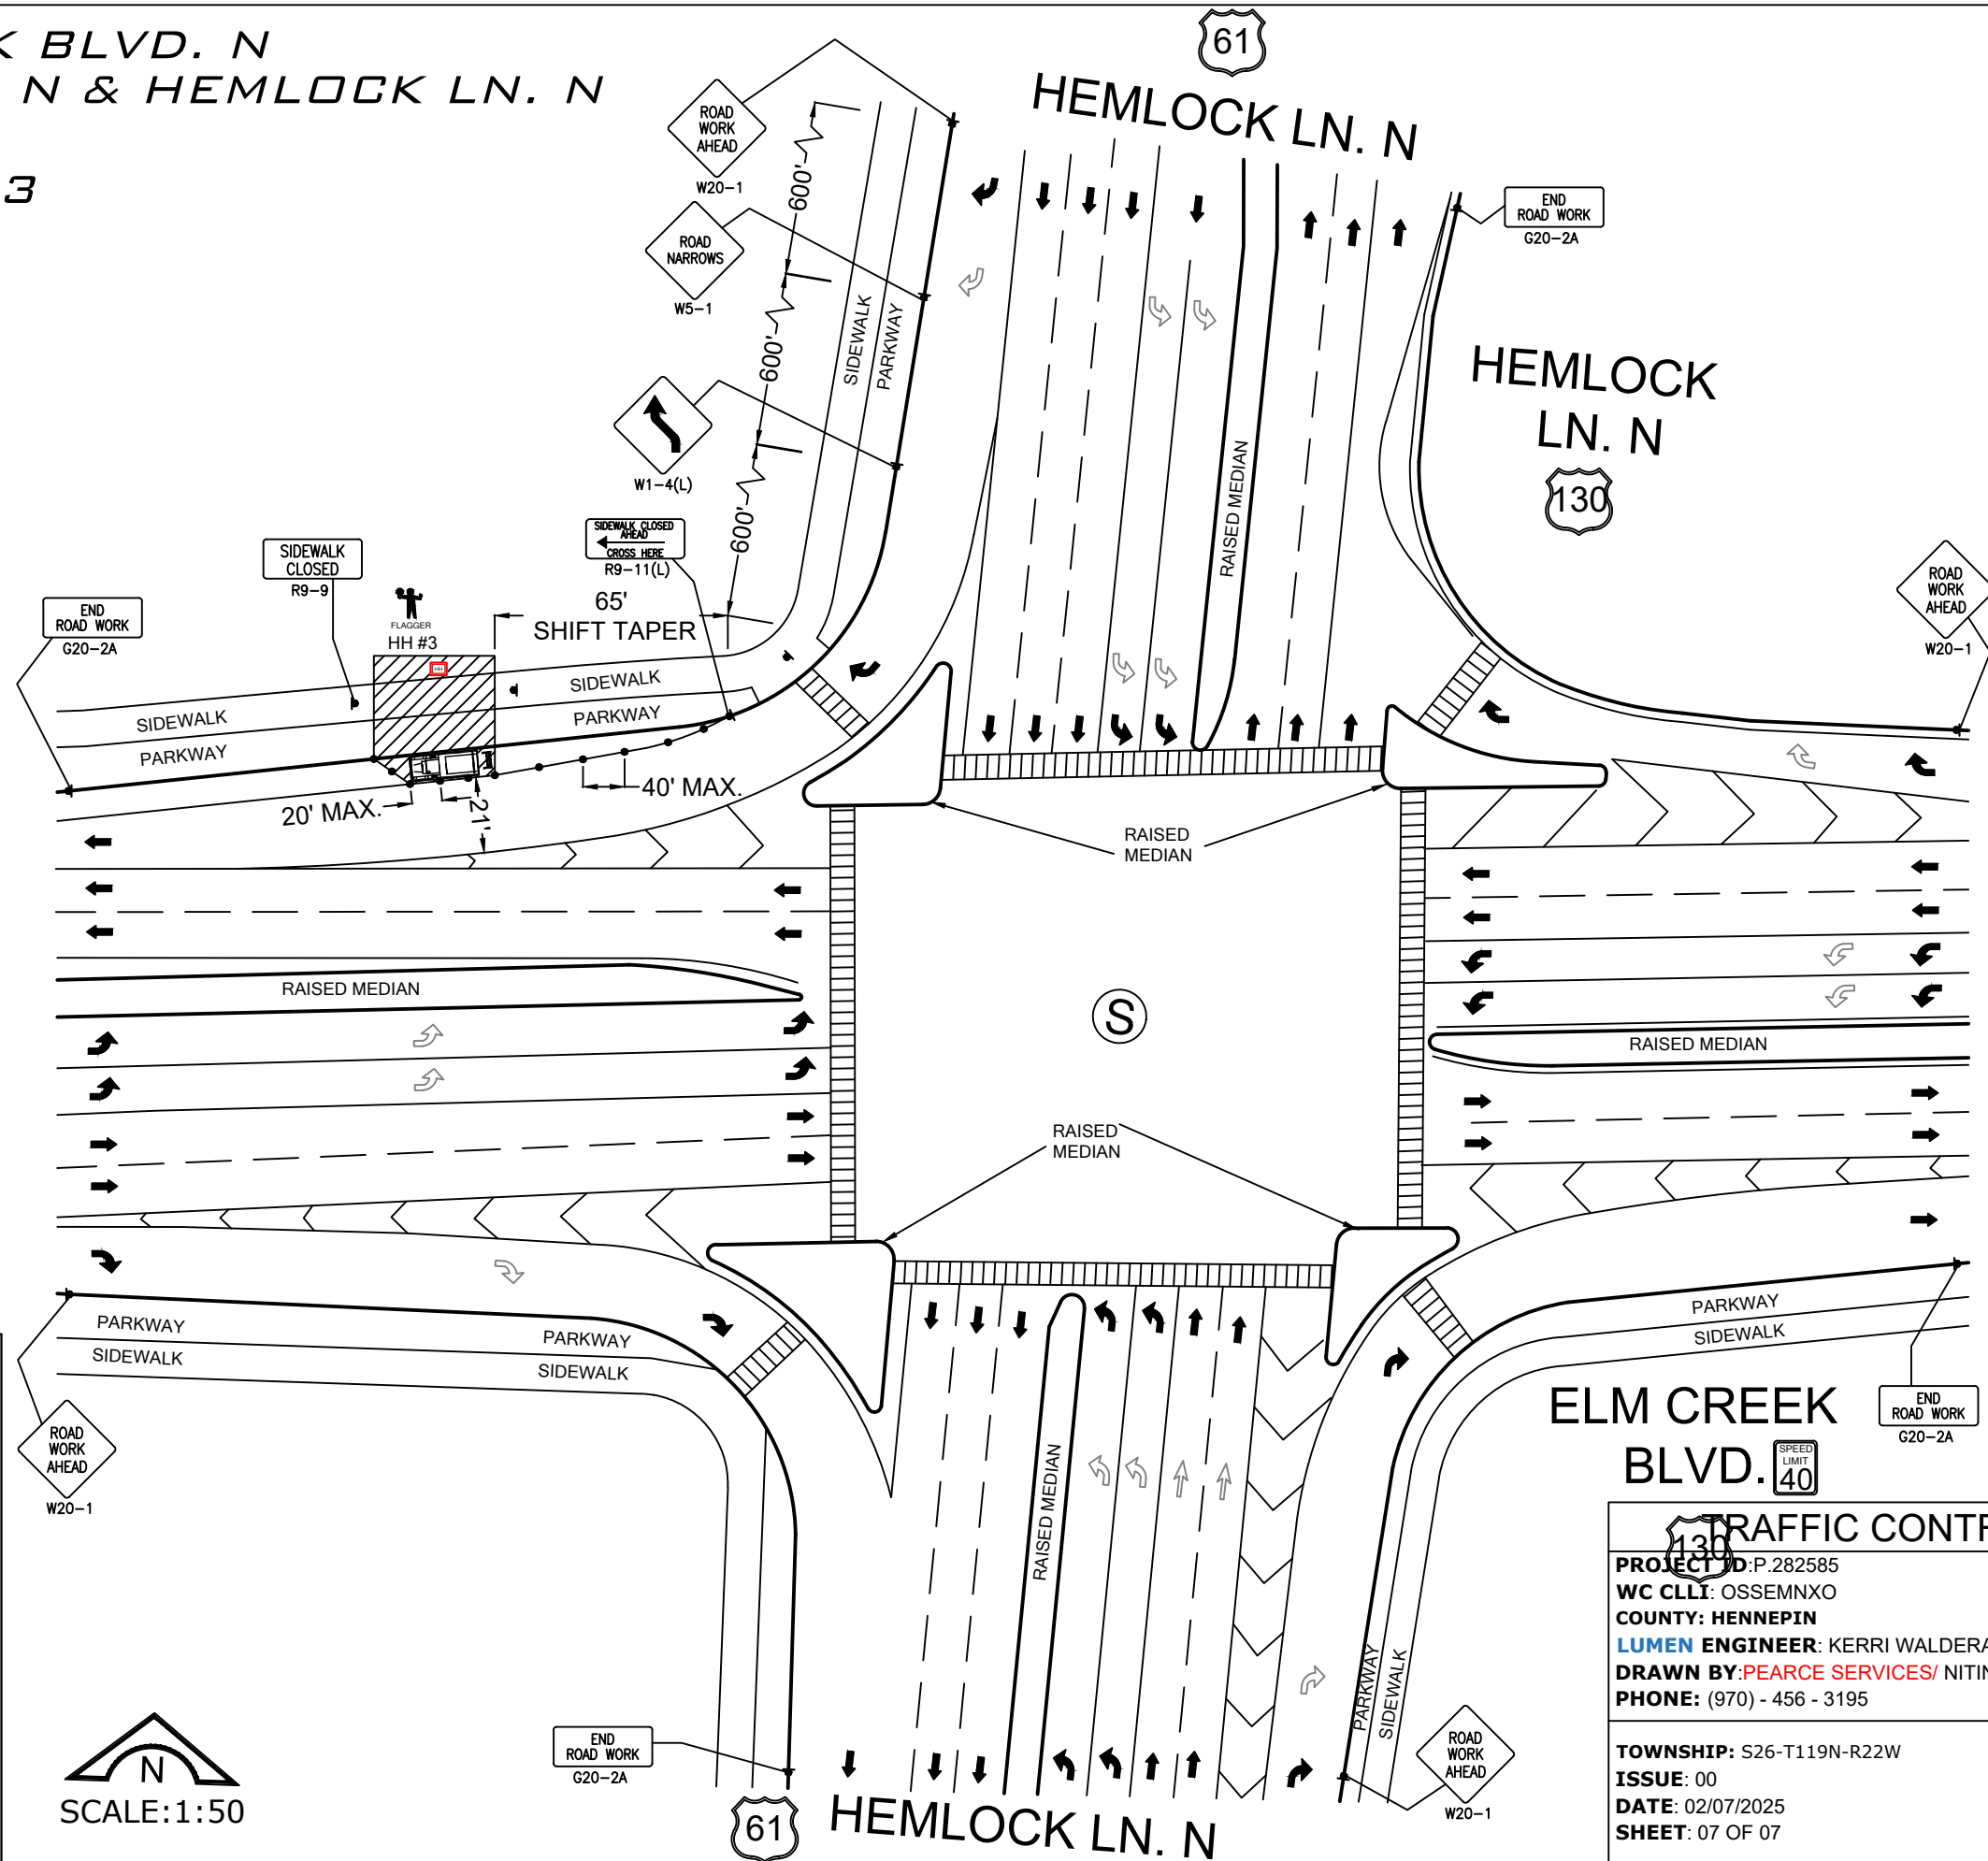 K BLVD. N
N & HEMLOCK LN. N
3
61
HEMLOCK LN. N
ROAD
WORK
AHEAD
W20-1
600'
ROAD
NARROWS
W5-1
600'
SIDEWALK
PARKWAY
W1-4(L)
600'
END
ROAD WORK
G20-2A
HEMLOCK
LN. N
130
RAISED MEDIAN
SIDEWALK CLOSED
AHEAD
CROSS HERE
R9-11(L)
SIDEWALK
CLOSED
R9-9
FLAGGER
HH #3
HH
65'
SHIFT TAPER
END
ROAD WORK
G20-2A
ROAD
WORK
AHEAD
W20-1
SIDEWALK
SIDEWALK
PARKWAY
PARKWAY
20' MAX.
21'
40' MAX.
RAISED
MEDIAN
RAISED MEDIAN
S
RAISED MEDIAN
RAISED
MEDIAN
PARKWAY
SIDEWALK
PARKWAY
SIDEWALK
PARKWAY
SIDEWALK
ROAD
WORK
AHEAD
W20-1
RAISED MEDIAN
ELM CREEK
BLVD.
SPEED
LIMIT
40
END
ROAD WORK
G20-2A
130
TRAFFIC CONTR
PROJECT ID:P.282585
WC CLLI: OSSEMNXO
COUNTY: HENNEPIN
LUMEN ENGINEER: KERRI WALDERA
DRAWN BY:PEARCE SERVICES/ NITIN
PHONE: (970) - 456 - 3195
TOWNSHIP: S26-T119N-R22W
ISSUE: 00
DATE: 02/07/2025
SHEET: 07 OF 07
PARKWAY
SIDEWALK
ROAD
WORK
AHEAD
W20-1
END
ROAD WORK
G20-2A
61
HEMLOCK LN. N
N
SCALE:1:50